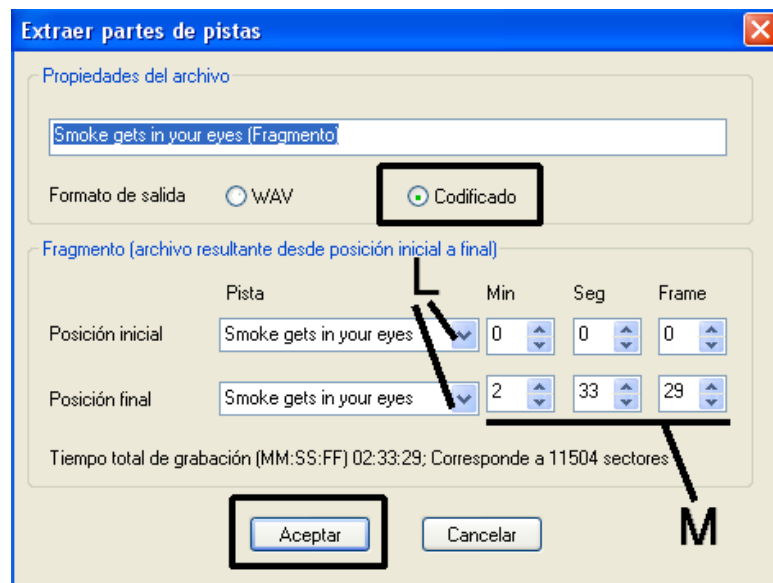 Extraer partes de pistas
Propiedades del archivo
Smoke gets in your eyes (Fragmento)
Formato de salida WAV Codificado
Fragmento (archivo resultante desde posición inicial a final)
L
Pista Min Seg Frame
Posición inicial Smoke gets in your eyes 0 0 0
Posición final Smoke gets in your eyes 2 33 29
Tiempo total de grabación (MM:SS:FF) 02:33:29; Corresponde a 11504 sectores
M
Aceptar Cancelar